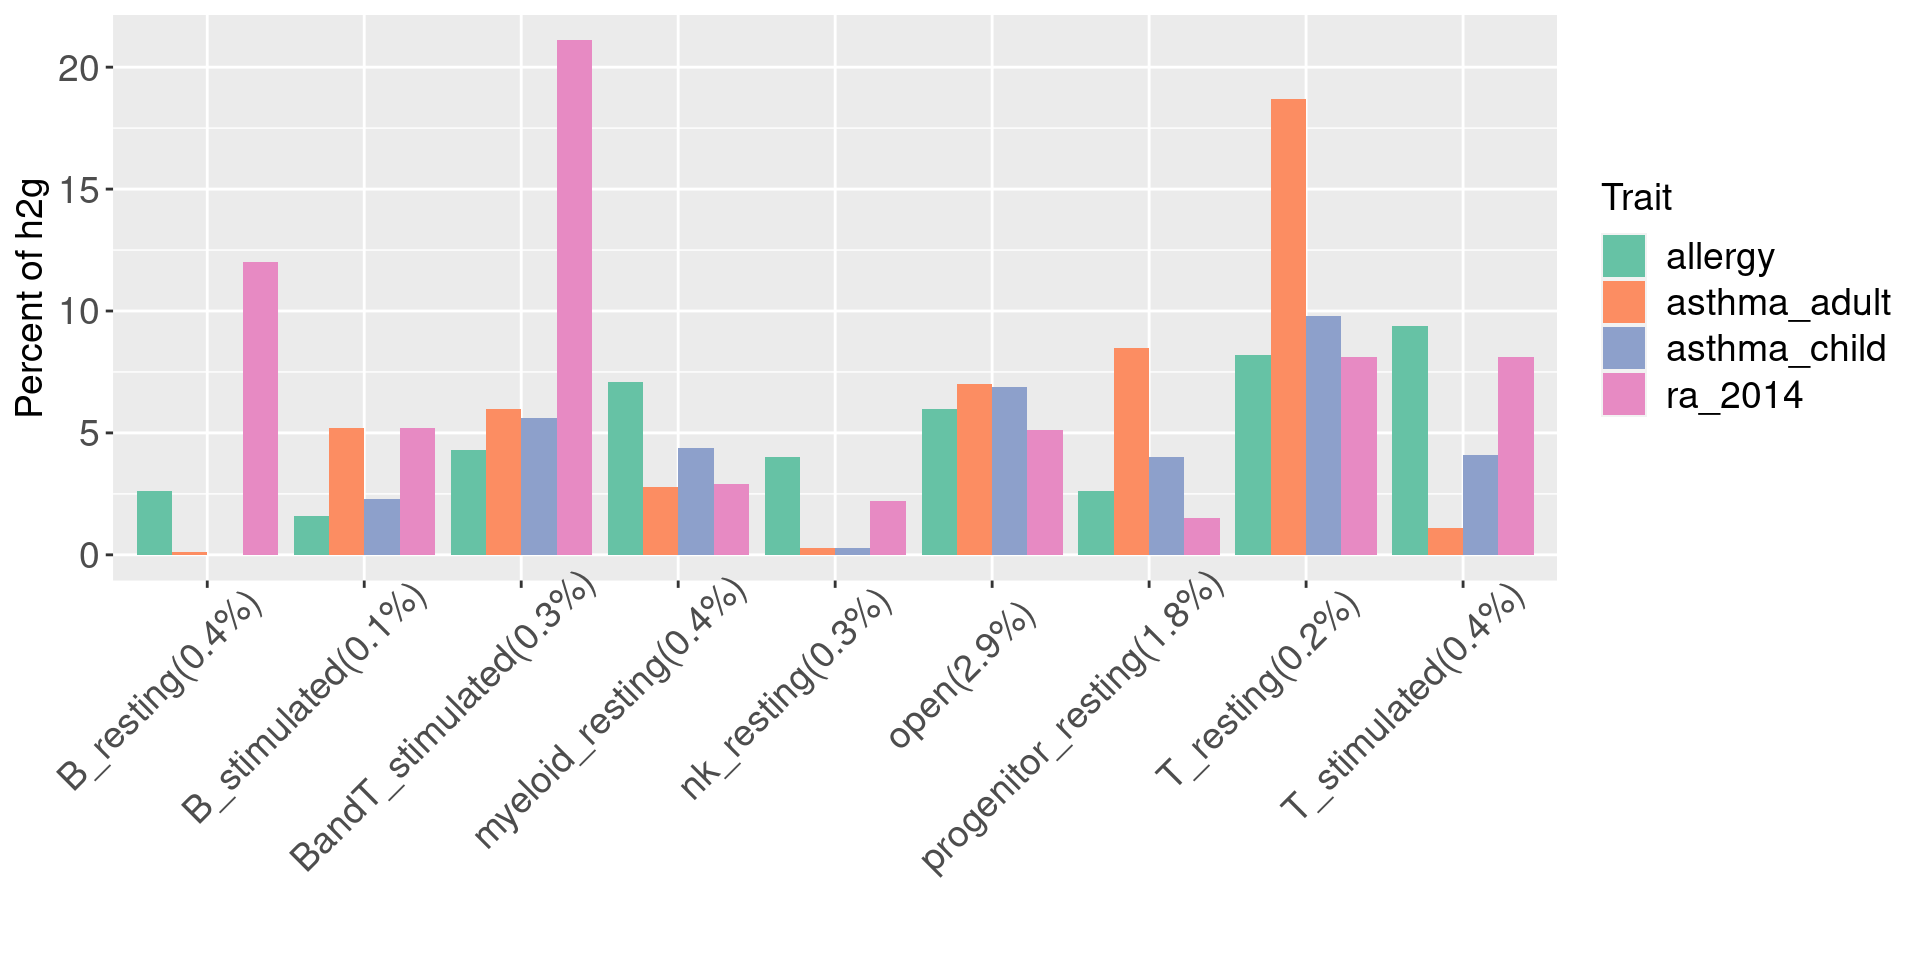 Percent of h2g
20
15
10
5
0
B_resting(0.4%)
B_stimulated(0.1%)
BandT_stimulated(0.3%)
myeloid_resting(0.4%)
nk_resting(0.3%)
open(2.9%)
progenitor_resting(1.8%)
T_resting(0.2%)
T_stimulated(0.4%)
Trait
allergy
asthma_adult
asthma_child
ra_2014